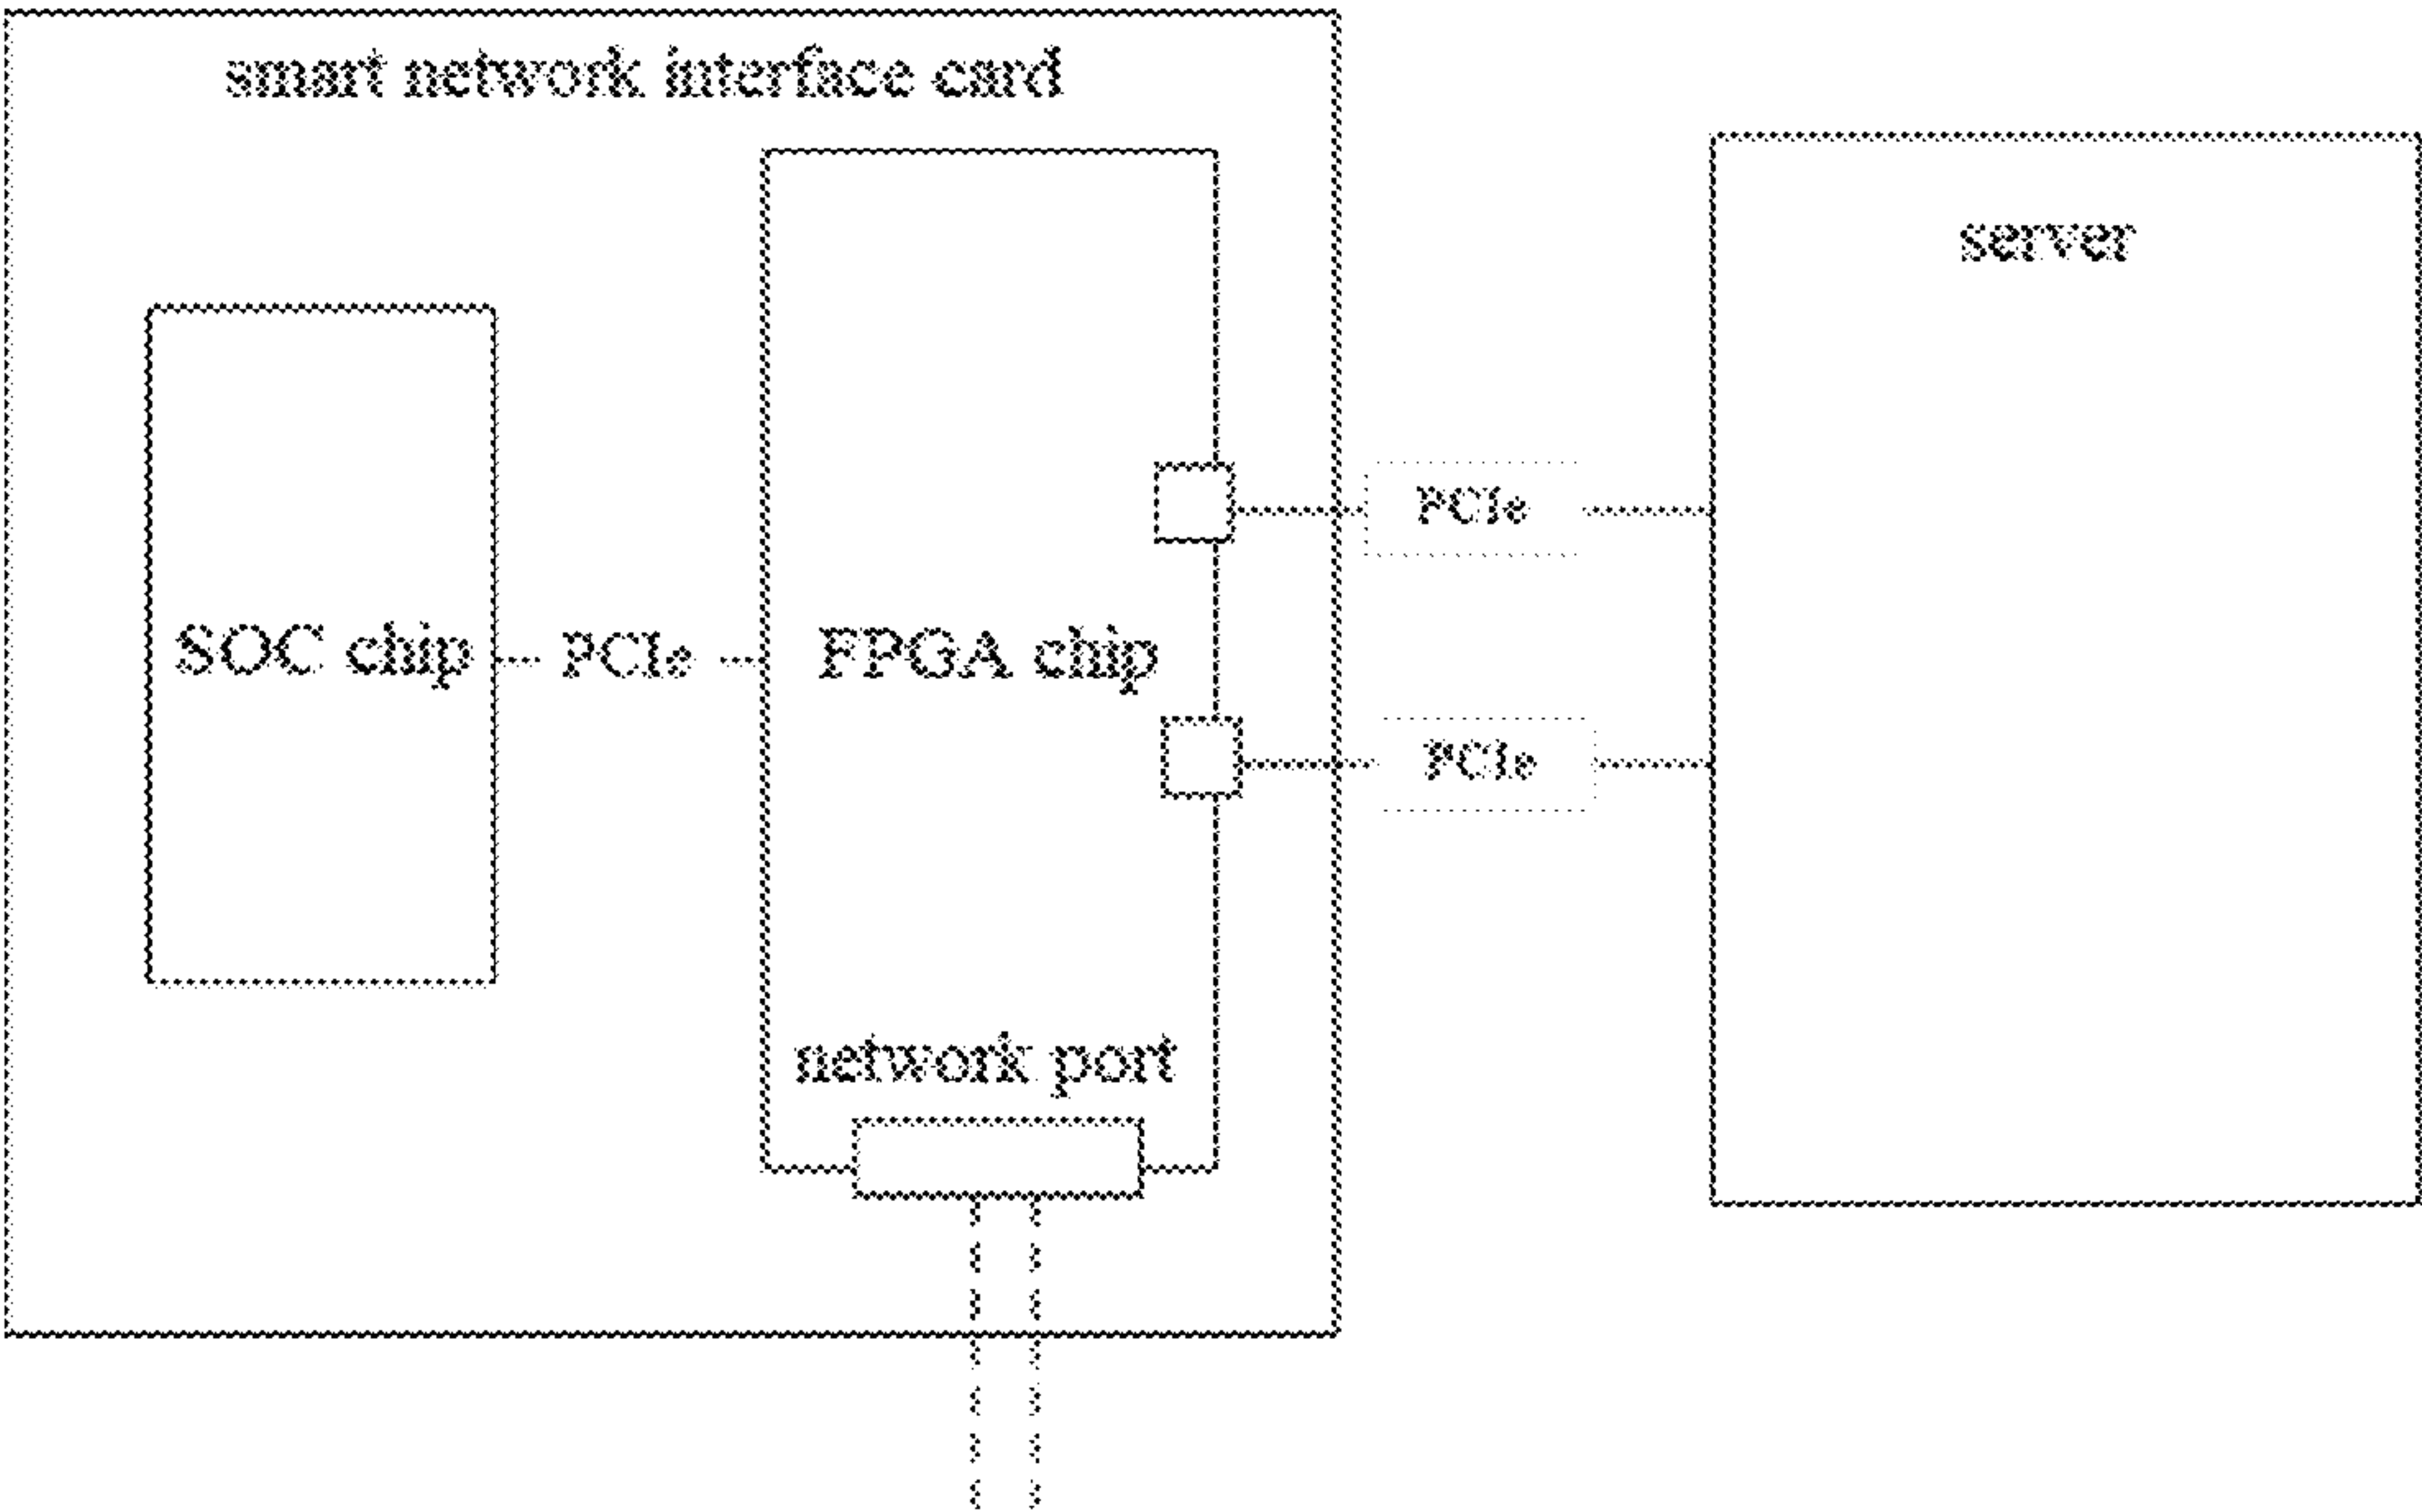 smart network interface card
server
PCIe
SOC chip PCIe FPGA chip
PCIe
network port